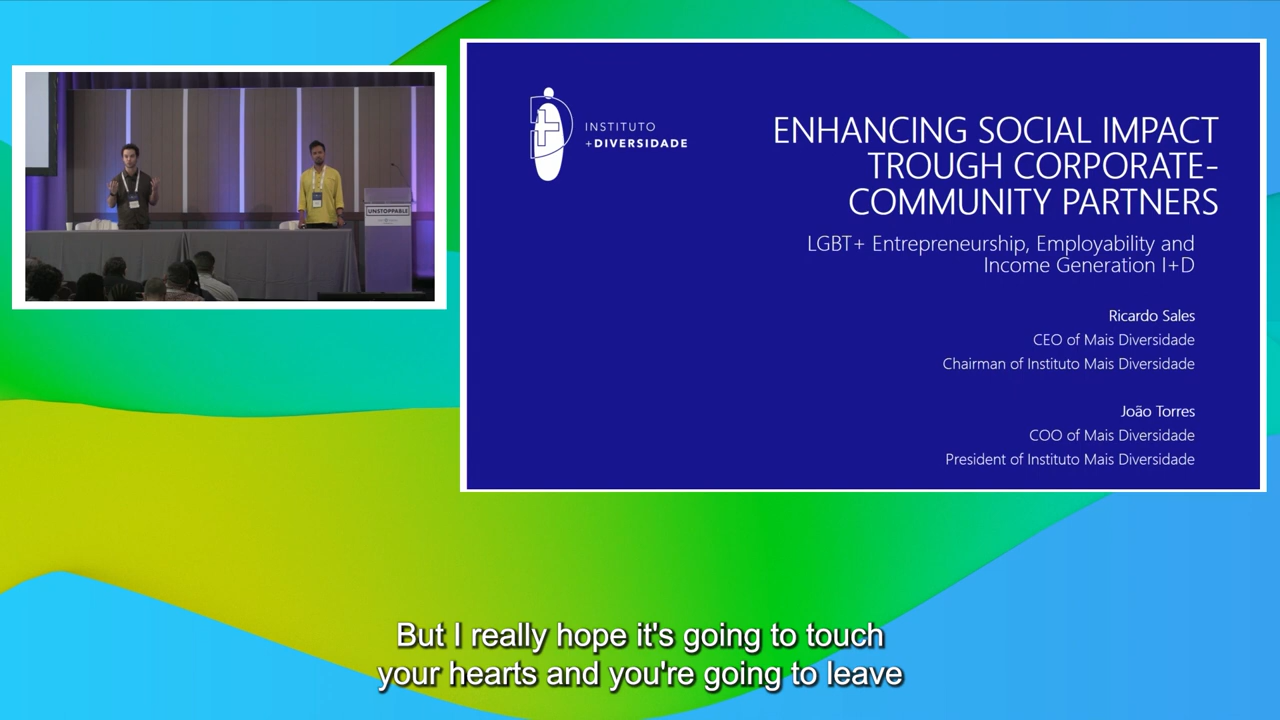 UNSTOPPABLE
INSTITUTO
+DIVERSIDADE
ENHANCING SOCIAL IMPACT
TROUGH CORPORATE-
COMMUNITY PARTNERS
LGBT+ Entrepreneurship, Employability and
Income Generation I+D
Ricardo Sales
CEO of Mais Diversidade
Chairman of Instituto Mais Diversidade
João Torres
COO of Mais Diversidade
President of Instituto Mais Diversidade
But I really hope it's going to touch
your hearts and you're going to leave